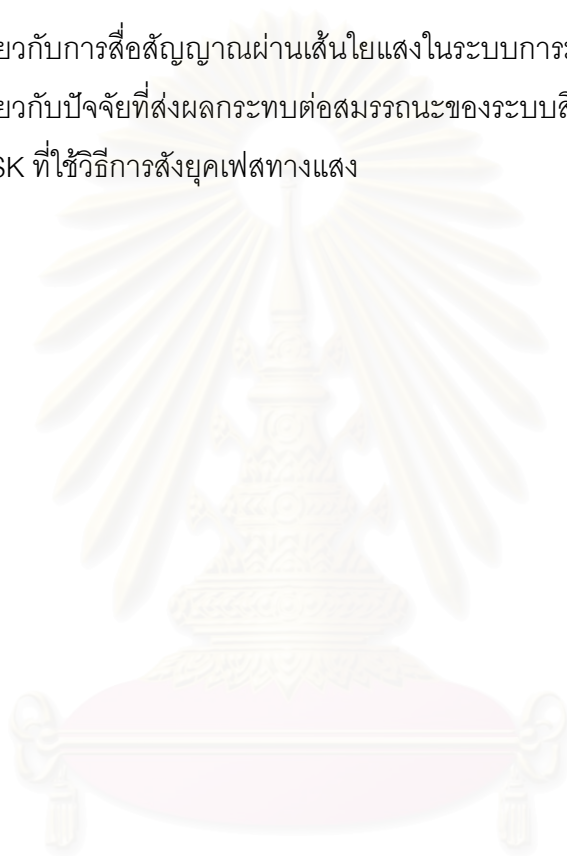 ยวกับการสื่อสัญญาณผ่านเส้นใยแสงในระบบการ
ยวกับปัจจัยที่ส่งผลกระทบต่อสมรรถนะของระบบสื
SK ที่ใช้วิธีการสังยุคเฟสทางแสง